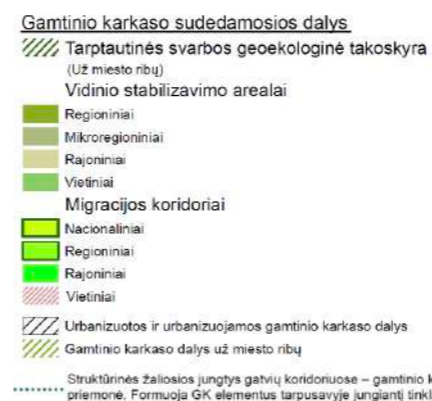 Gamtinio karkaso sudedamosios dalys
Tarptautinės svarbos geoekologinė takoskyra
(Už miesto ribų)
Vidinio stabilizavimo arealai
Regioniniai
Mikroregioniniai
Rajoniniai
Vietiniai
Migracijos koridoriai
Nacionaliniai
Regioniniai
Rajoniniai
Vietiniai
Urbanizuotos ir urbanizuojamos gamtinio karkaso dalys
Gamtinio karkaso dalys už miesto ribų
Struktūrinės žaliosios jungtys gatvių koridoriuose – gamtinio k
priemonė. Formuoja GK elementus tarpusavyje jungiantį tinkl